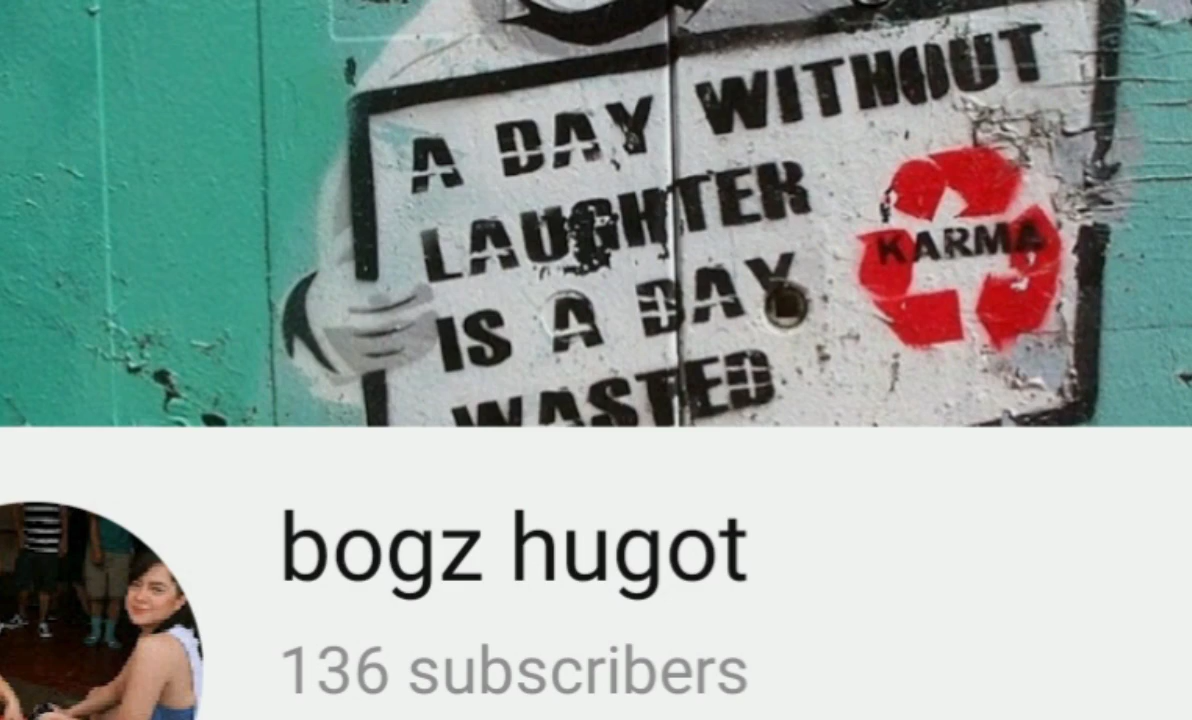 A DAY WITHOUT
LAUGHTER
IS A DAY
WASTED
KARMA
bogz hugot
136 subscribers